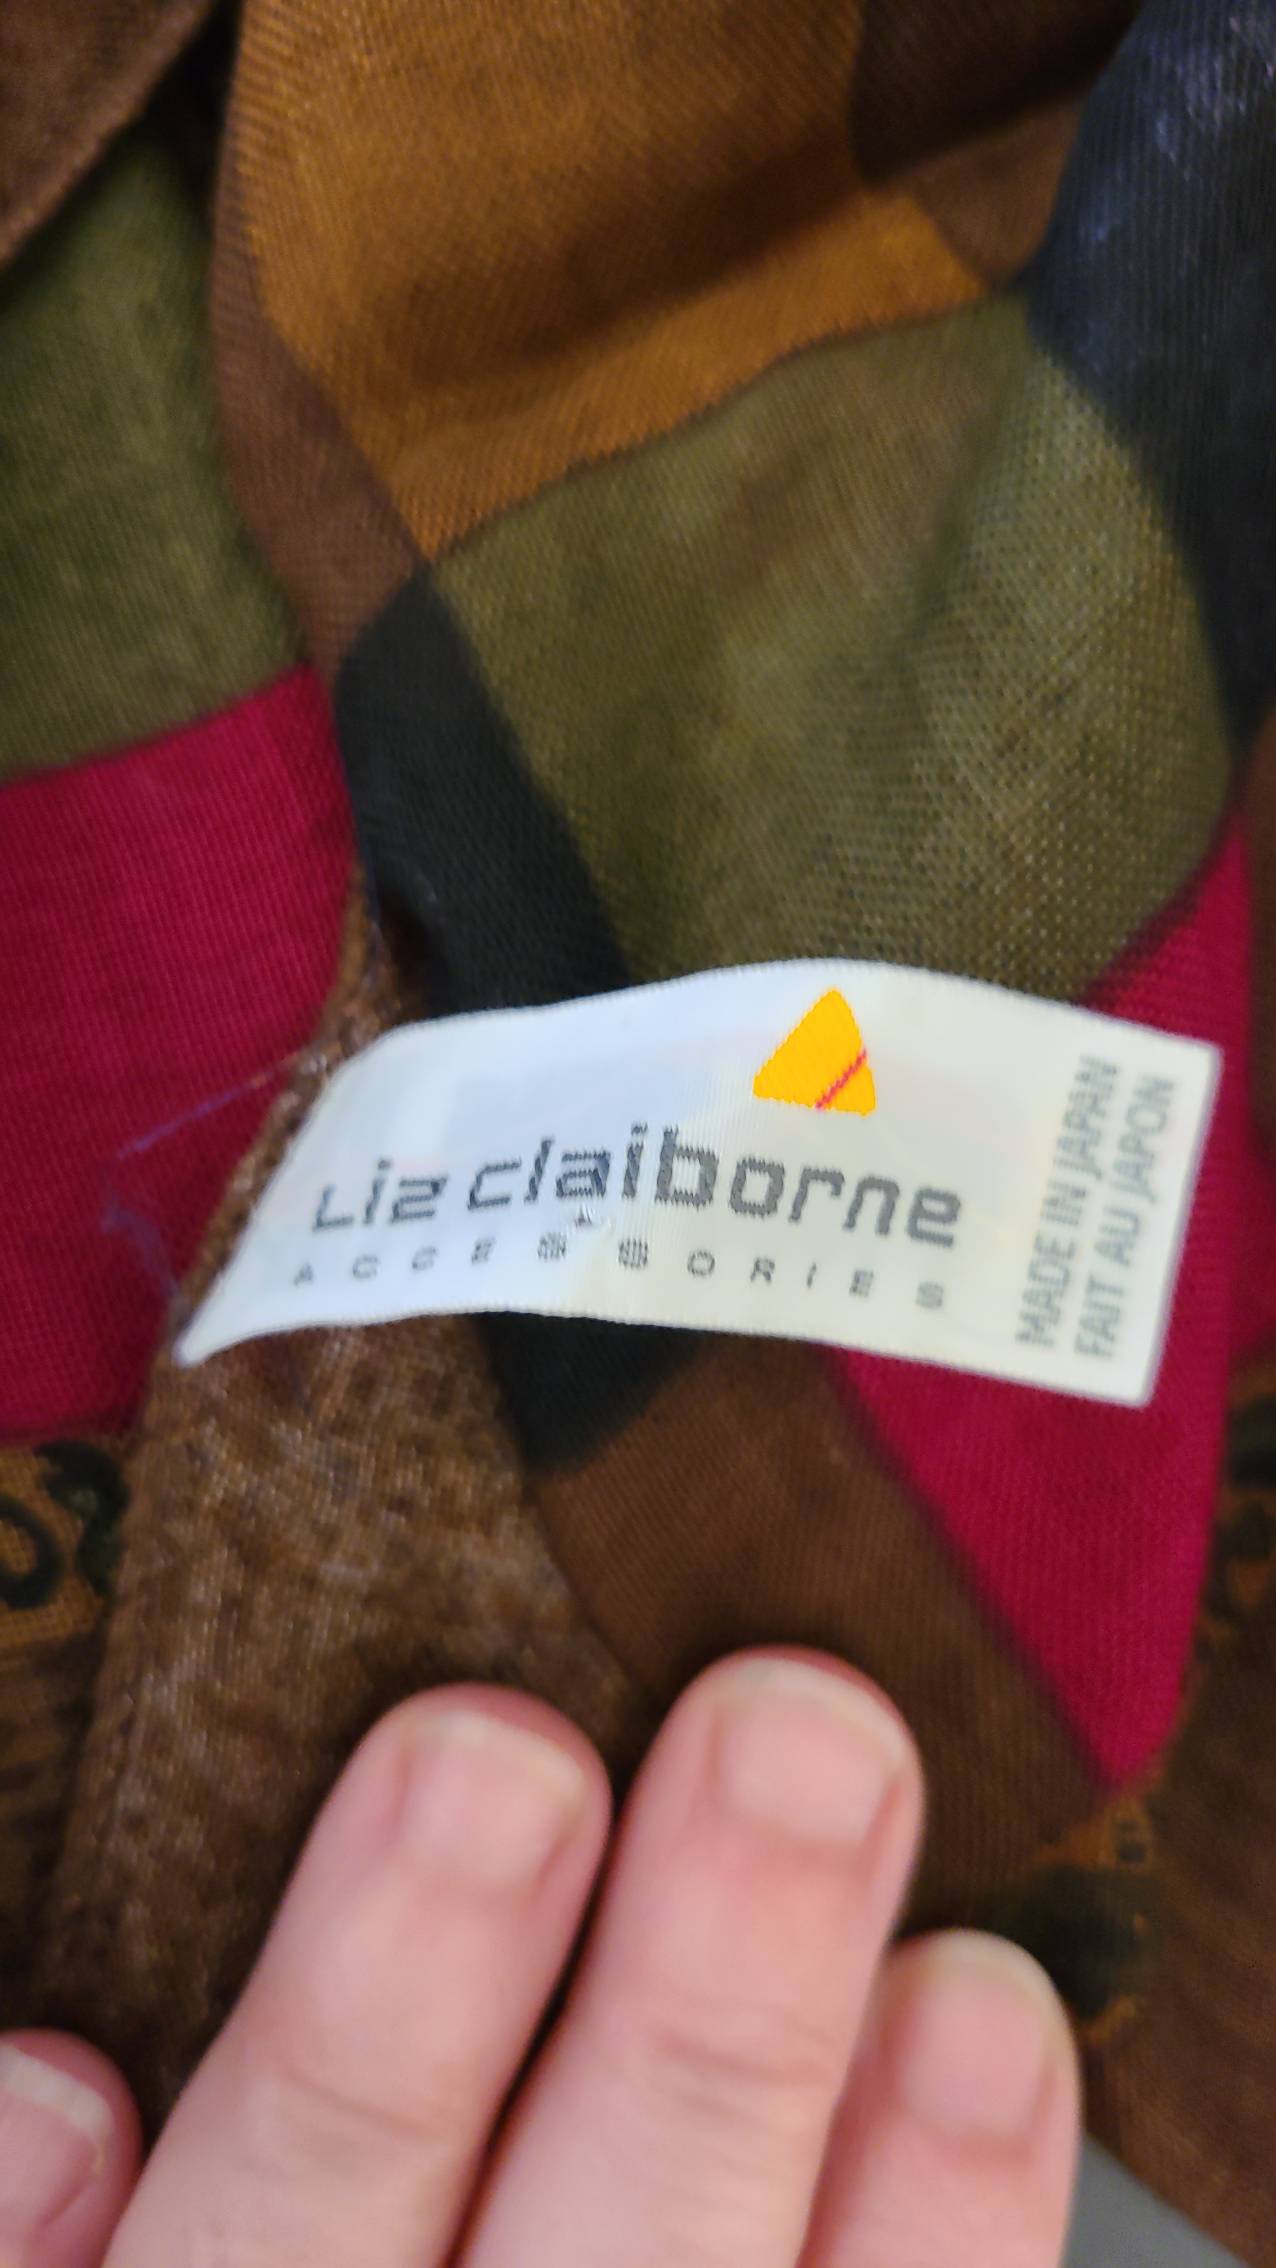 Liz claiborne
ACCESSORIES
MADE IN JAPAN
FAIT AU JAPON